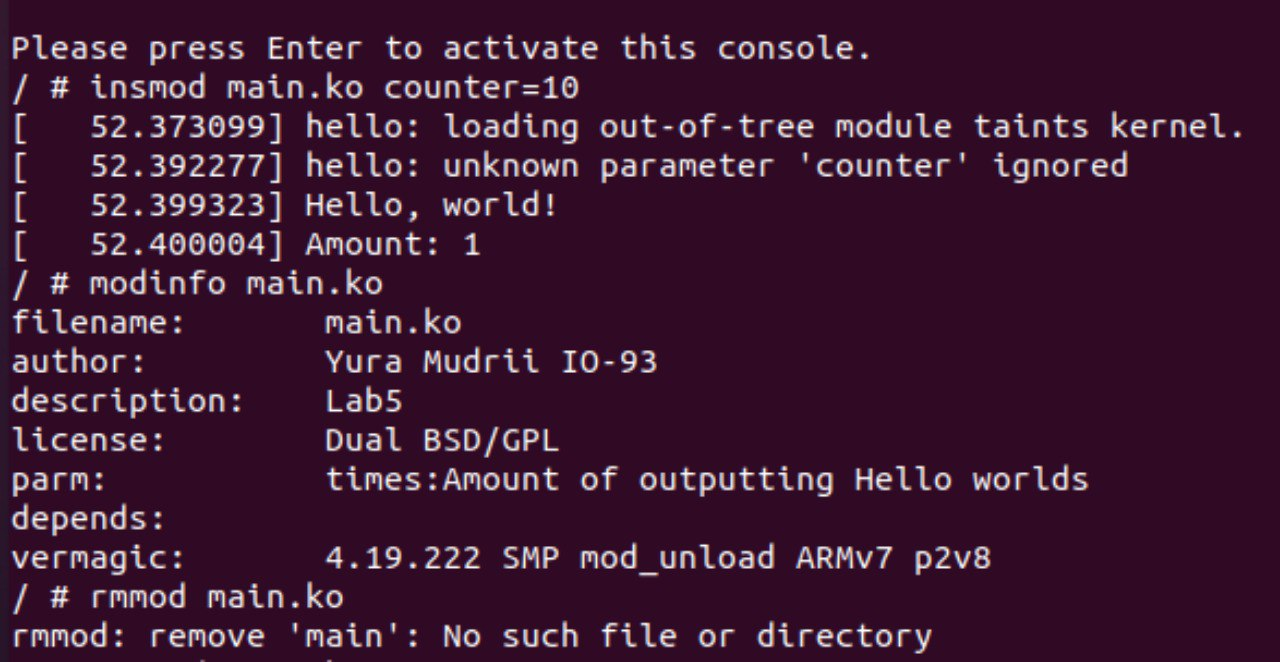 Please press Enter to activate this console.
/ # insmod main.ko counter=10
[   52.373099] hello: loading out-of-tree module taints kernel.
[   52.392277] hello: unknown parameter 'counter' ignored
[   52.399323] Hello, world!
[   52.400004] Amount: 1
/ # modinfo main.ko
filename:       main.ko
author:         Yura Mudrii IO-93
description:    Lab5
license:        Dual BSD/GPL
parm:           times:Amount of outputting Hello worlds
depends:
vermagic:       4.19.222 SMP mod_unload ARMv7 p2v8
/ # rmmod main.ko
rmmod: remove 'main': No such file or directory